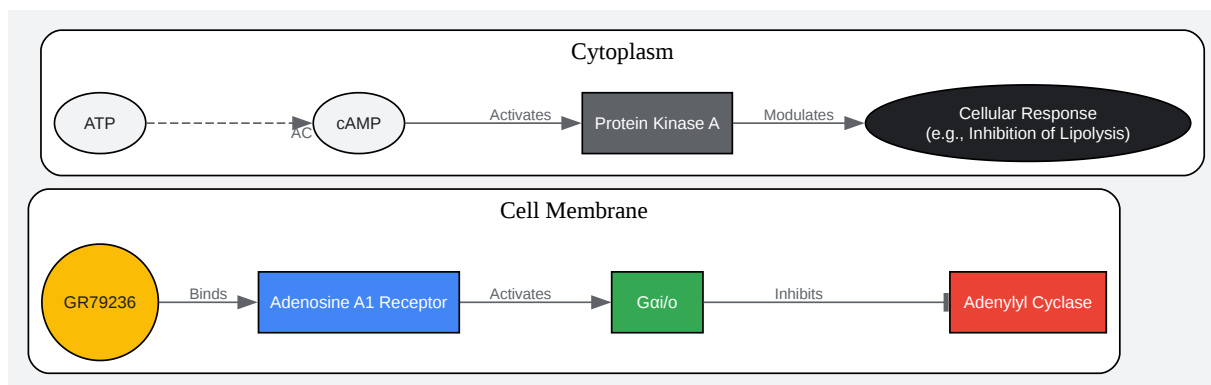 Cytoplasm
ATP
AC
cAMP
Activates
Protein Kinase A
Modulates
Cellular Response
(e.g., Inhibition of Lipolysis)
Cell Membrane
GR79236
Binds
Adenosine A1 Receptor
Activates
Gαi/o
Inhibits
Adenylyl Cyclase